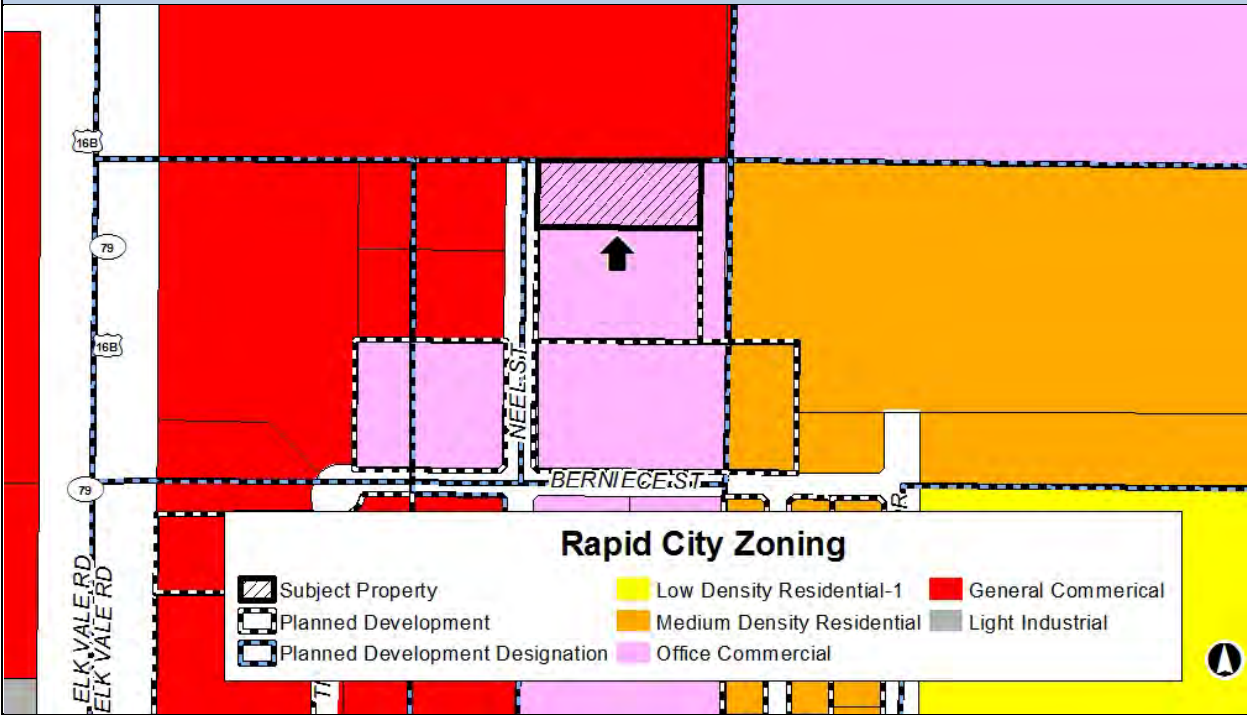 16B
79
16B
NEEL ST
BERNIECE ST
79
R
ELK VALE RD
ELK VALE RD
Rapid City Zoning
Subject Property
Low Density Residential-1
General Commerical
Planned Development
Medium Density Residential
Light Industrial
Planned Development Designation
Office Commercial